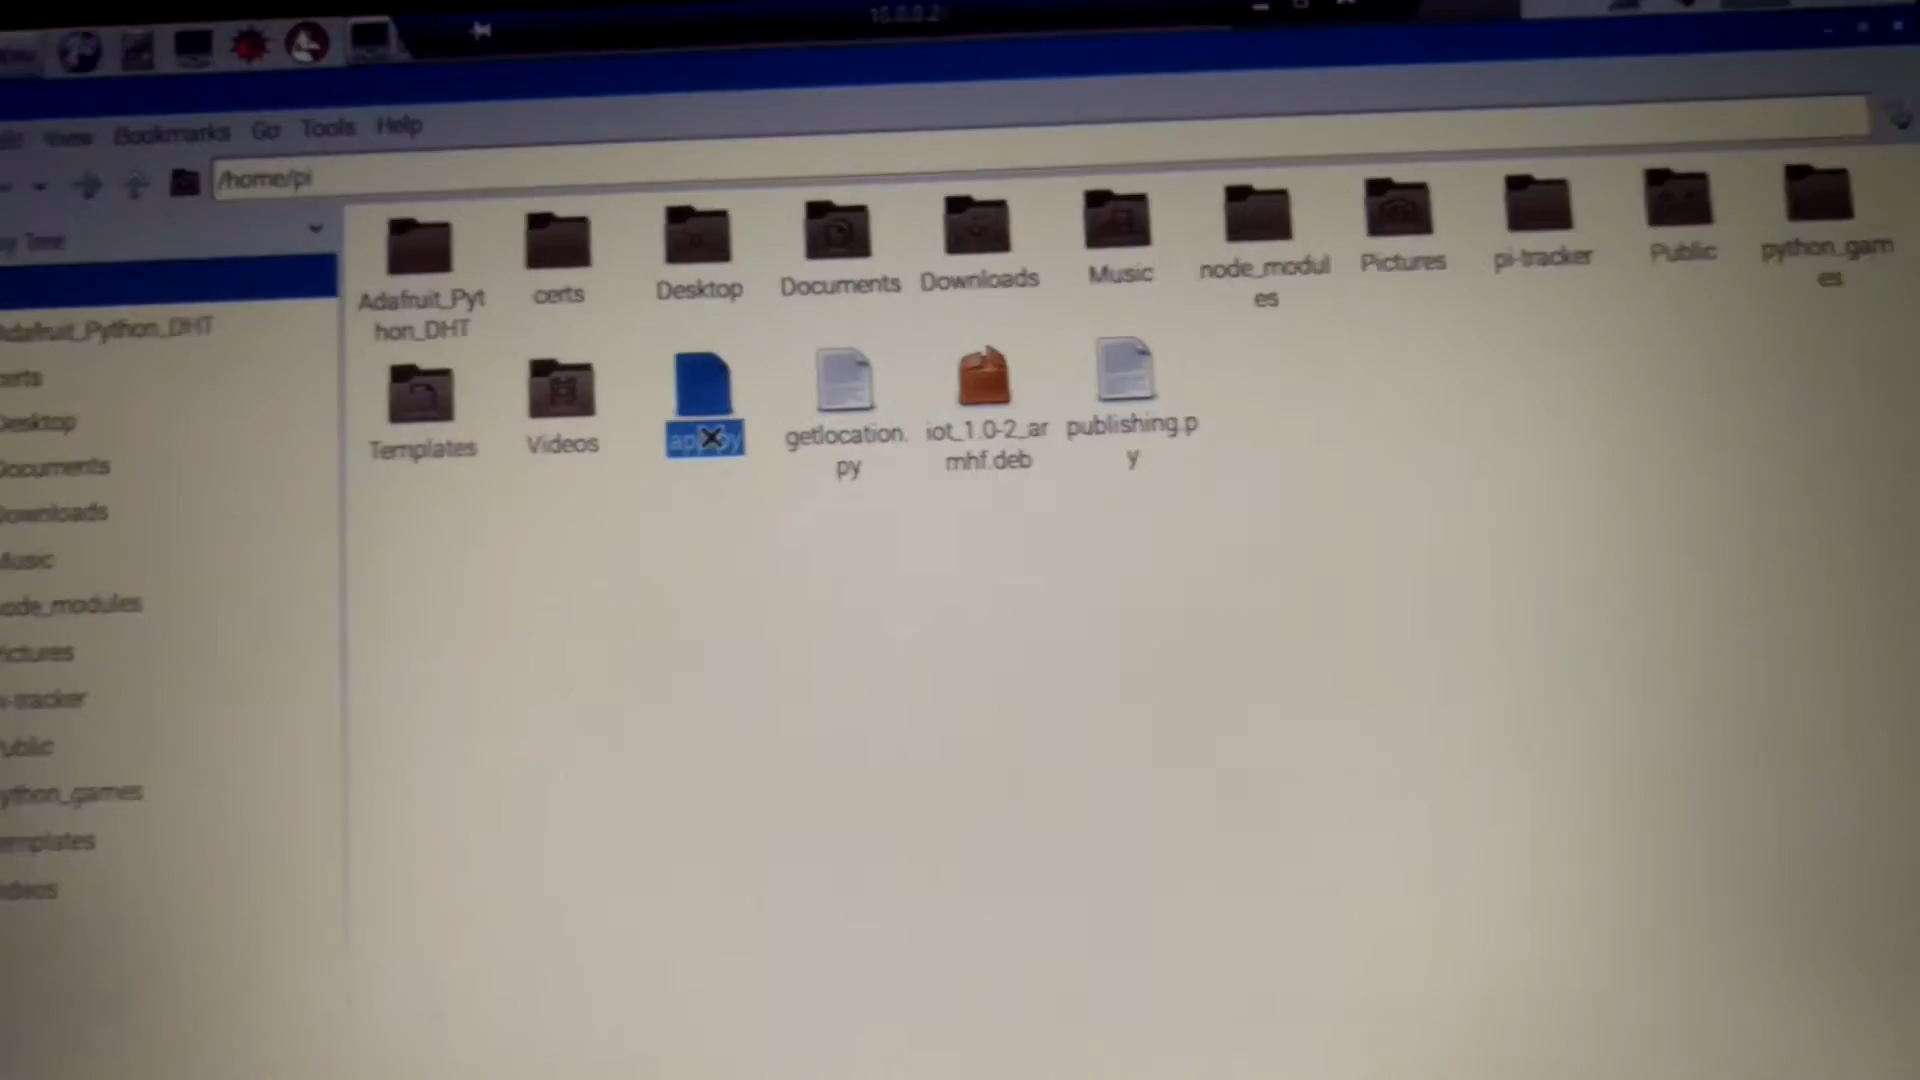 View Bookmarks Go Tools Help
/home/pi
Tree
Adafruit_Python_DHT
certs
Desktop
Documents
Downloads
Music
node_modules
Pictures
pi-tracker
Public
python_games
Templates
Videos
Adafruit_Pyt
hon_DHT
certs
Desktop
Documents
Downloads
Music
node_modul
es
Pictures
pi-tracker
Public
python_gam
es
Templates
Videos
getlocation.
py
iot_1.0-2_ar
mhf.deb
publishing.p
y